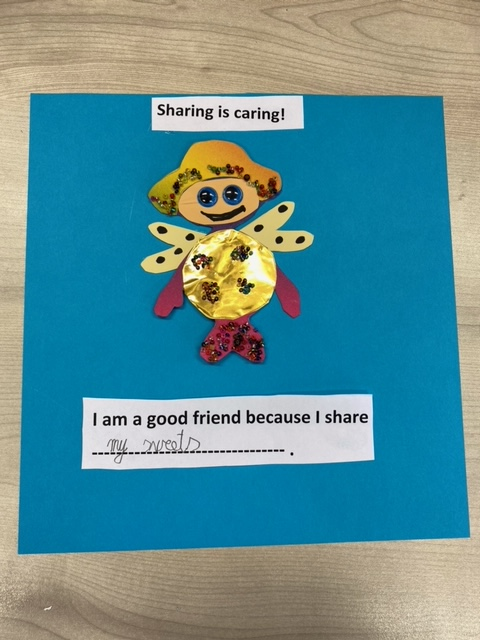 Sharing is caring!
I am a good friend because I share
my sweets .